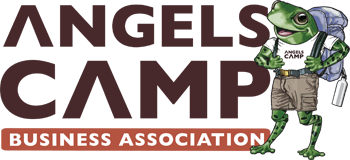 ANGELS
CAMP
BUSINESS ASSOCIATION
ANGELS
CAMP